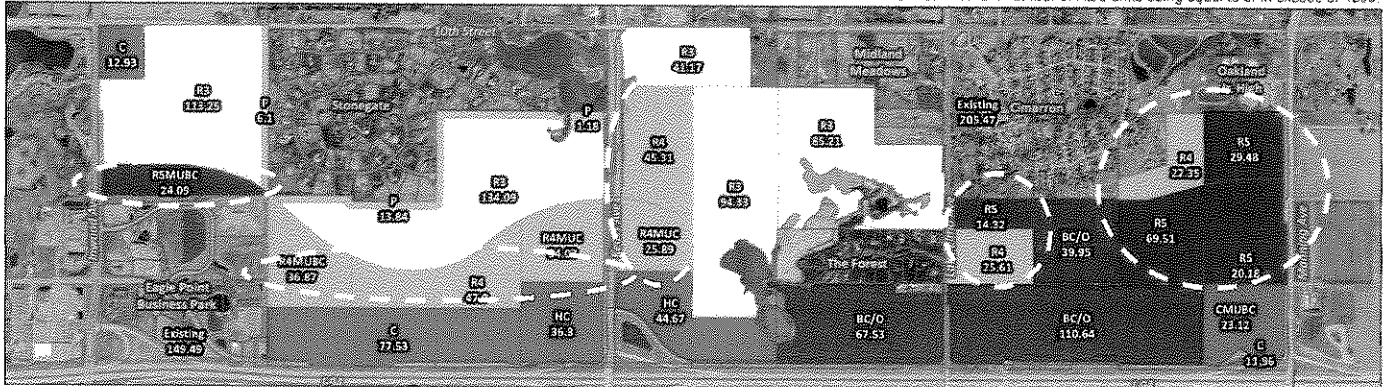 10th Street
C
12.93
R3
113.25
P
6.1
Stonegate
R5MUBC
24.09
P
13.84
R3
134.09
P
1.18
R4MUBC
36.87
R4MUC
R4
Eagle Point
Business Park
Existing
149.49
C
77.53
HC
36.8
R3
41.17
R4
45.31
R4MUC
25.89
HC
44.67
R3
94.33
Midland
Meadows
R3
85.21
The Forest
BC/O
67.53
Existing
205.47
Cimarron
R5
14.32
R4
25.61
BC/O
39.95
BC/O
110.64
Oakland
R4
22.35
R5
29.48
R5
69.51
R5
20.18
CMUBC
23.12
C
11.96